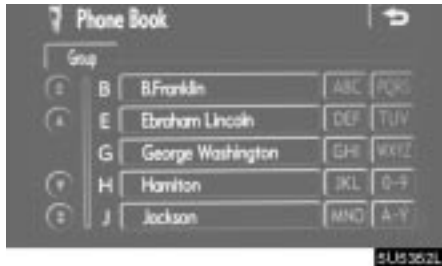 Phone Book
Group
B B.Franklin ABC PQRS
E Ebraham Lincoln DEF TUV
G George Washington GHI WXYZ
H Hamiton JKL 0-9
J Jackson MNO A-Y
5U5362L